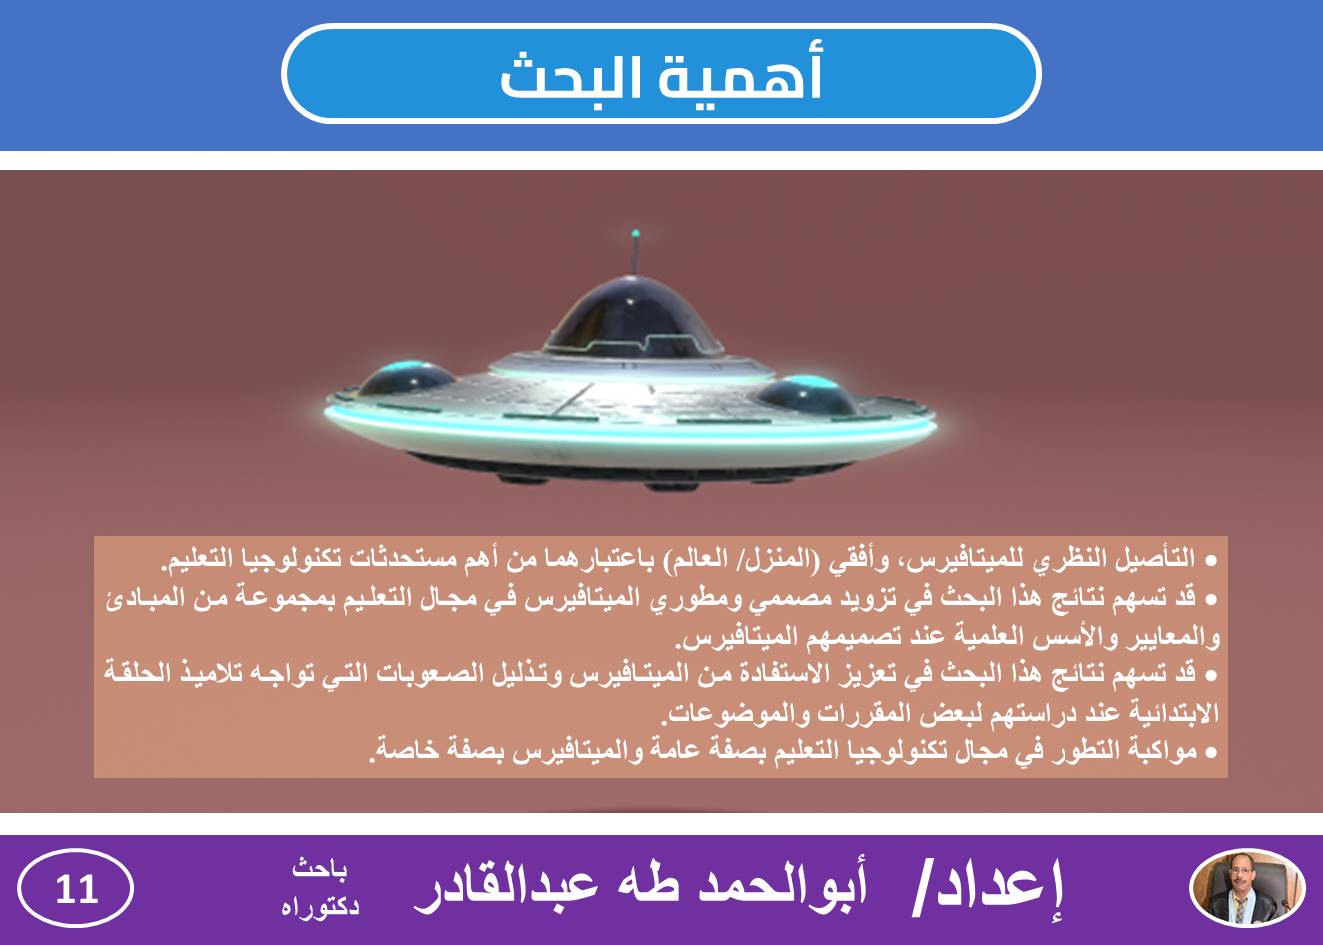 أهمية البحث
• التأصيل النظري للميتافيرس، وأفقي (المنزل/ العالم) باعتبارهما من أهم مستحدثات تكنولوجيا التعليم.
• قد تسهم نتائج هذا البحث في تزويد مصممي ومطوري الميتافيرس في مجال التعليم بمجموعة من المبادئ
والمعايير والأسس العلمية عند تصميمهم الميتافيرس.
• قد تسهم نتائج هذا البحث في تعزيز الاستفادة من الميتافيرس وتذليل الصعوبات التي تواجه تلاميذ الحلقة
الابتدائية عند دراستهم لبعض المقررات والموضوعات.
• مواكبة التطور في مجال تكنولوجيا التعليم بصفة عامة والميتافيرس بصفة خاصة.
إعداد/ أبوالحمد طه عبدالقادر
باحث
دكتوراه
11